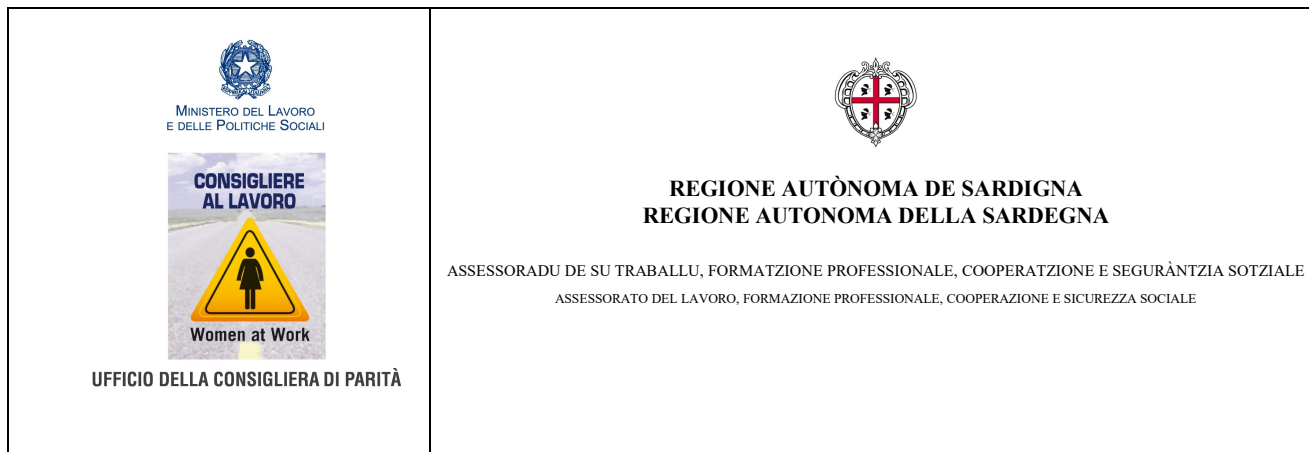 MINISTERO DEL LAVORO
E DELLE POLITICHE SOCIALI
CONSIGLIERE
AL LAVORO
Women at Work
UFFICIO DELLA CONSIGLIERA DI PARITÀ
REGIONE AUTÒNOMA DE SARDIGNA
REGIONE AUTONOMA DELLA SARDEGNA
ASSESSORADU DE SU TRABALLU, FORMATZIONE PROFESSIONALE, COOPERATZIONE E SEGURÀNTZIA SOTZIALE
ASSESSORATO DEL LAVORO, FORMAZIONE PROFESSIONALE, COOPERAZIONE E SICUREZZA SOCIALE